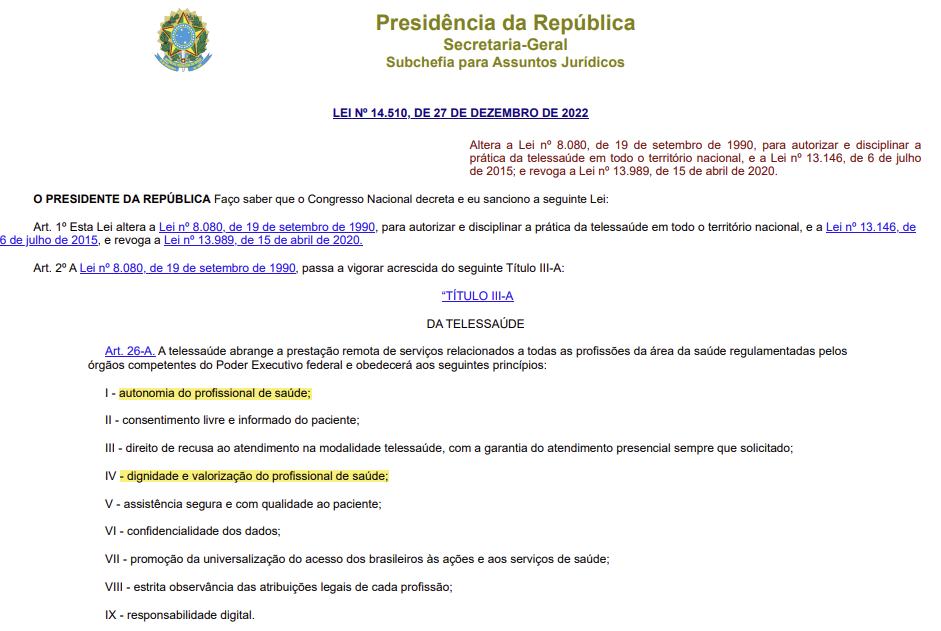 Presidência da República
Secretaria-Geral
Subchefia para Assuntos Jurídicos
LEI Nº 14.510, DE 27 DE DEZEMBRO DE 2022
Altera a Lei nº 8.080, de 19 de setembro de 1990, para autorizar e disciplinar a
prática da telessaúde em todo o território nacional, e a Lei nº 13.146, de 6 de julho
de 2015; e revoga a Lei nº 13.989, de 15 de abril de 2020.
O PRESIDENTE DA REPÚBLICA Faço saber que o Congresso Nacional decreta e eu sanciono a seguinte Lei:
Art. 1º Esta Lei altera a Lei nº 8.080, de 19 de setembro de 1990, para autorizar e disciplinar a prática da telessaúde em todo o território nacional, e a Lei nº 13.146, de
6 de julho de 2015, e revoga a Lei nº 13.989, de 15 de abril de 2020.
Art. 2º A Lei nº 8.080, de 19 de setembro de 1990, passa a vigorar acrescida do seguinte Título III-A:
“TÍTULO III-A
DA TELESSAÚDE
Art. 26-A. A telessaúde abrange a prestação remota de serviços relacionados a todas as profissões da área da saúde regulamentadas pelos
órgãos competentes do Poder Executivo federal e obedecerá aos seguintes princípios:
I - autonomia do profissional de saúde;
II - consentimento livre e informado do paciente;
III - direito de recusa ao atendimento na modalidade telessaúde, com a garantia do atendimento presencial sempre que solicitado;
IV - dignidade e valorização do profissional de saúde;
V - assistência segura e com qualidade ao paciente;
VI - confidencialidade dos dados;
VII - promoção da universalização do acesso dos brasileiros às ações e aos serviços de saúde;
VIII - estrita observância das atribuições legais de cada profissão;
IX - responsabilidade digital.